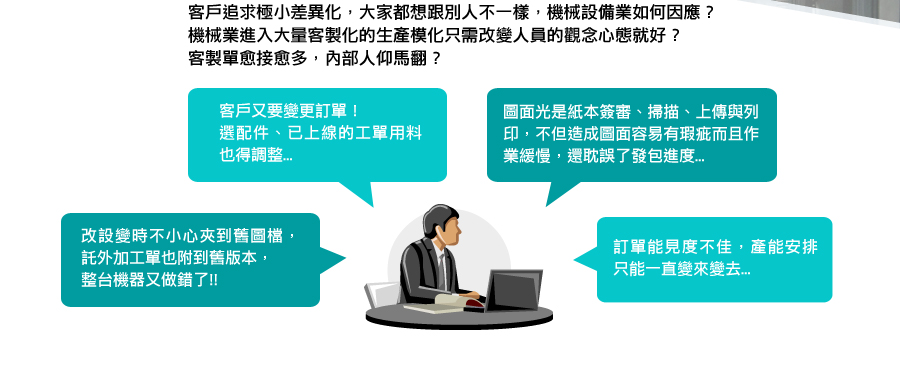 客戶追求極小差異化，大家都想跟別人不一樣，機械設備業如何因應？
機械業進入大量客製化的生產模化只需改變人員的觀念心態就好？
客製單愈接愈多，內部人仰馬翻？
客戶又要變更訂單！
選配件、已上線的工單用料
也得調整...
圖面光是紙本簽審、掃描、上傳與列
印，不但造成圖面容易有瑕疵而且作
業緩慢，還耽誤了發包進度...
改設變時不小心夾到舊圖檔，
託外加工單也附到舊版本，
整台機器又做錯了!!
訂單能見度不佳，產能安排
只能一直變來變去...